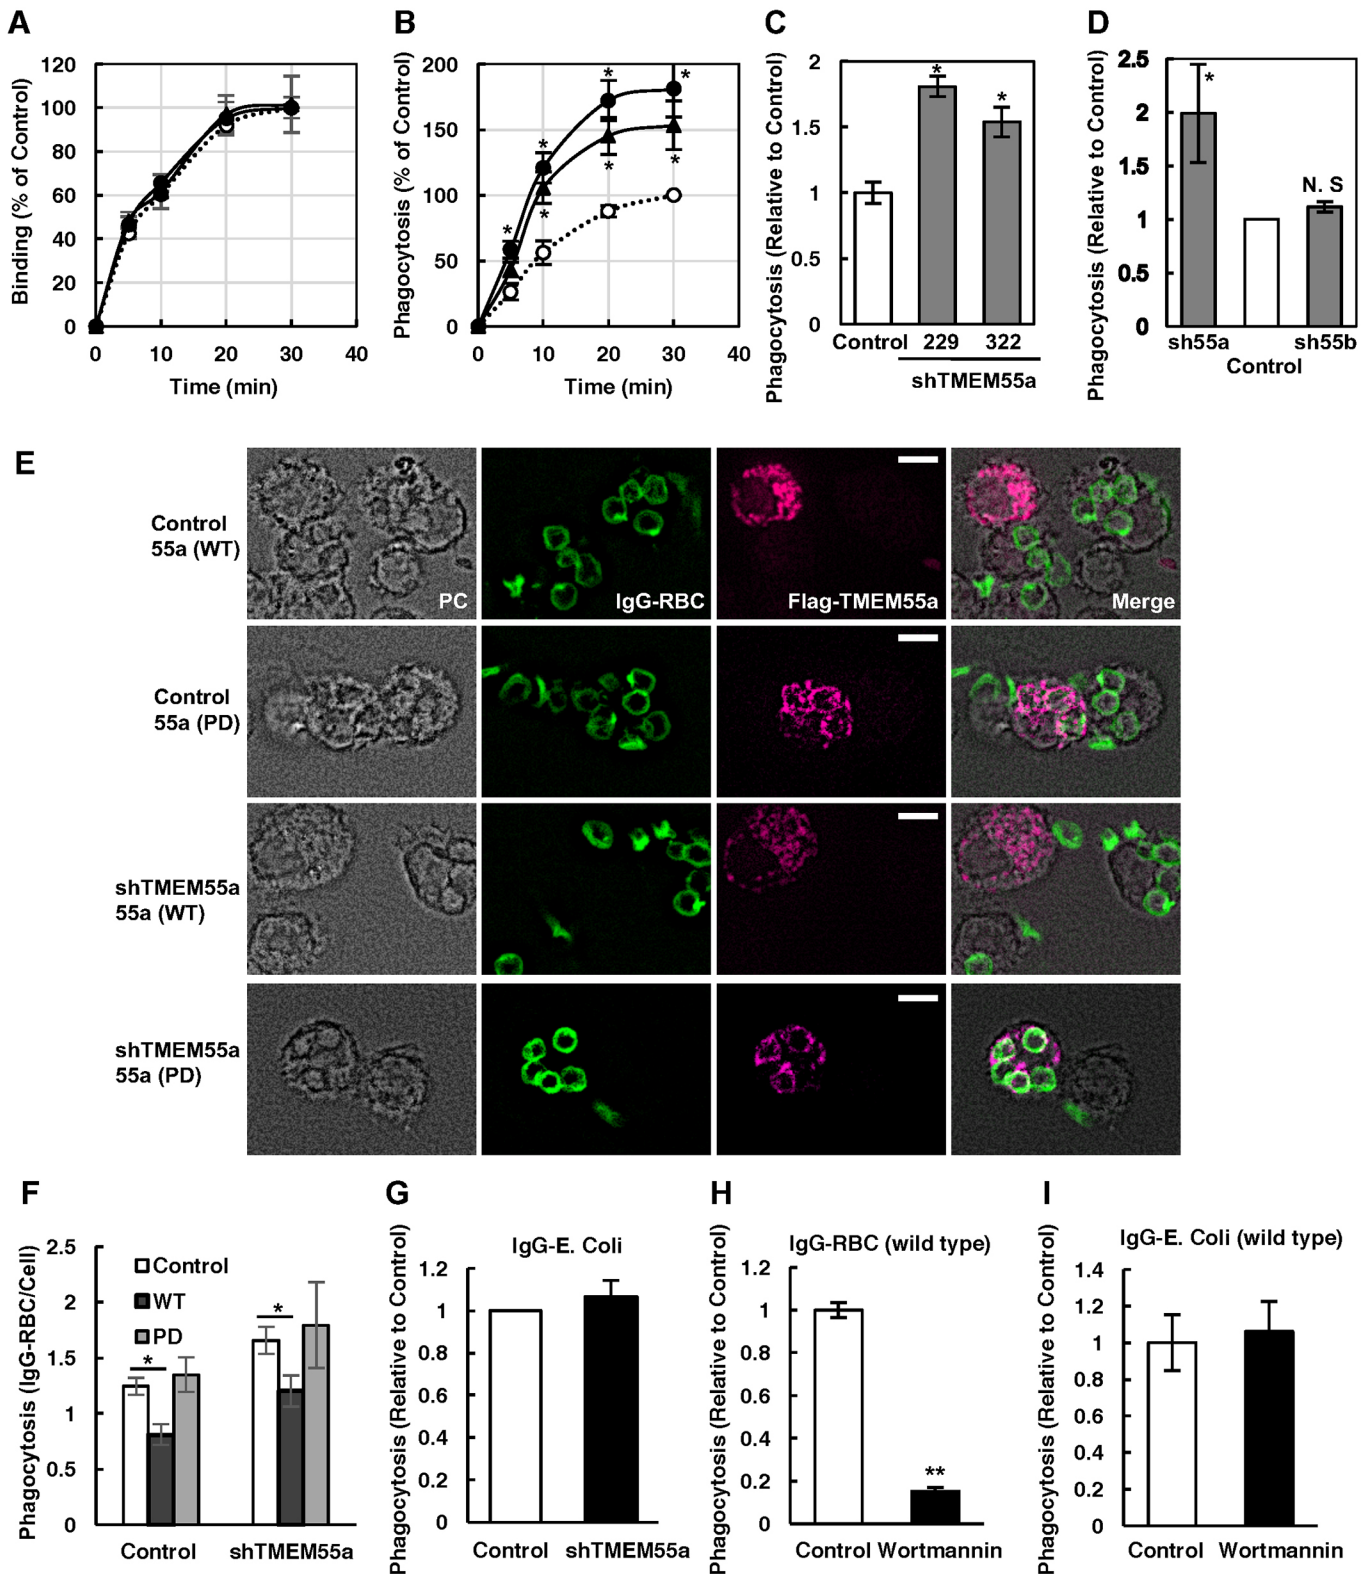 A
Binding (% of Control)
120
100
80
60
40
20
0
0 10 20 30 40
Time (min)
B
Phagocytosis (% of Control)
200
150
100
50
0
* * * *
* * * *
0 10 20 30 40
Time (min)
C
Phagocytosis (Relative to Control)
2
1.5
1
0.5
0
* *
Control 229 322
shTMEM55a
D
Phagocytosis (Relative to Control)
2.5
2
1.5
1
0.5
0
*
N. S
sh55a sh55b
Control
E
Control
55a (WT)
PC IgG-RBC Flag-TMEM55a Merge
Control
55a (PD)
shTMEM55a
55a (WT)
shTMEM55a
55a (PD)
F
Phagocytosis (IgG-RBC/Cell)
2.5
2
1.5
1
0.5
0
Control
WT
PD
* *
Control shTMEM55a
G
IgG-E. Coli
Phagocytosis (Relative to Control)
1.2
1
0.8
0.6
0.4
0.2
0
Control shTMEM55a
H
IgG-RBC (wild type)
Phagocytosis (Relative to Control)
1.2
1
0.8
0.6
0.4
0.2
0
**
Control Wortmannin
I
IgG-E. Coli (wild type)
Phagocytosis (Relative to Control)
1.4
1.2
1
0.8
0.6
0.4
0.2
0
Control Wortmannin